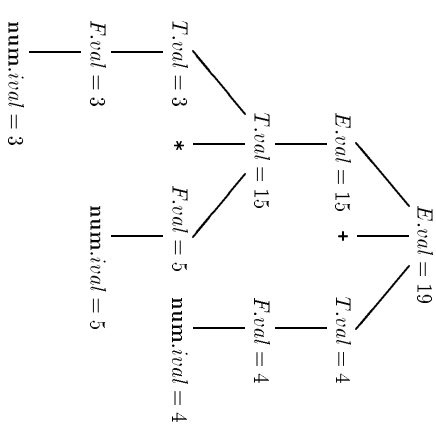 E.val = 19
E.val = 15 + T.val = 4
T.val = 15 F.val = 4
T.val = 3 * F.val = 5 num.ival = 4
F.val = 3 num.ival = 5
num.ival = 3